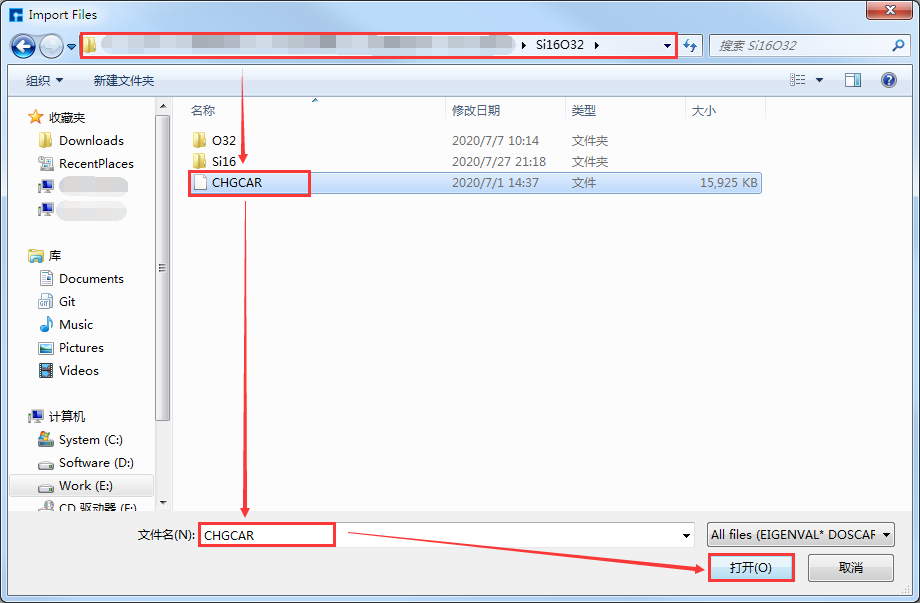 Import Files
Si16O32
搜索 Si16O32
组织 新建文件夹
名称 修改日期 类型 大小
收藏夹
Downloads
RecentPlaces
库
Documents
Git
Music
Pictures
Videos
计算机
System (C:)
Software (D:)
Work (E:)
CD 驱动器 (F:)
O32 2020/7/7 10:14 文件夹
Si16 2020/7/27 21:18 文件夹
CHGCAR 2020/7/1 14:37 文件 15,925 KB
文件名(N): CHGCAR All files (EIGENVAL* DOSCAR
打开(O) 取消